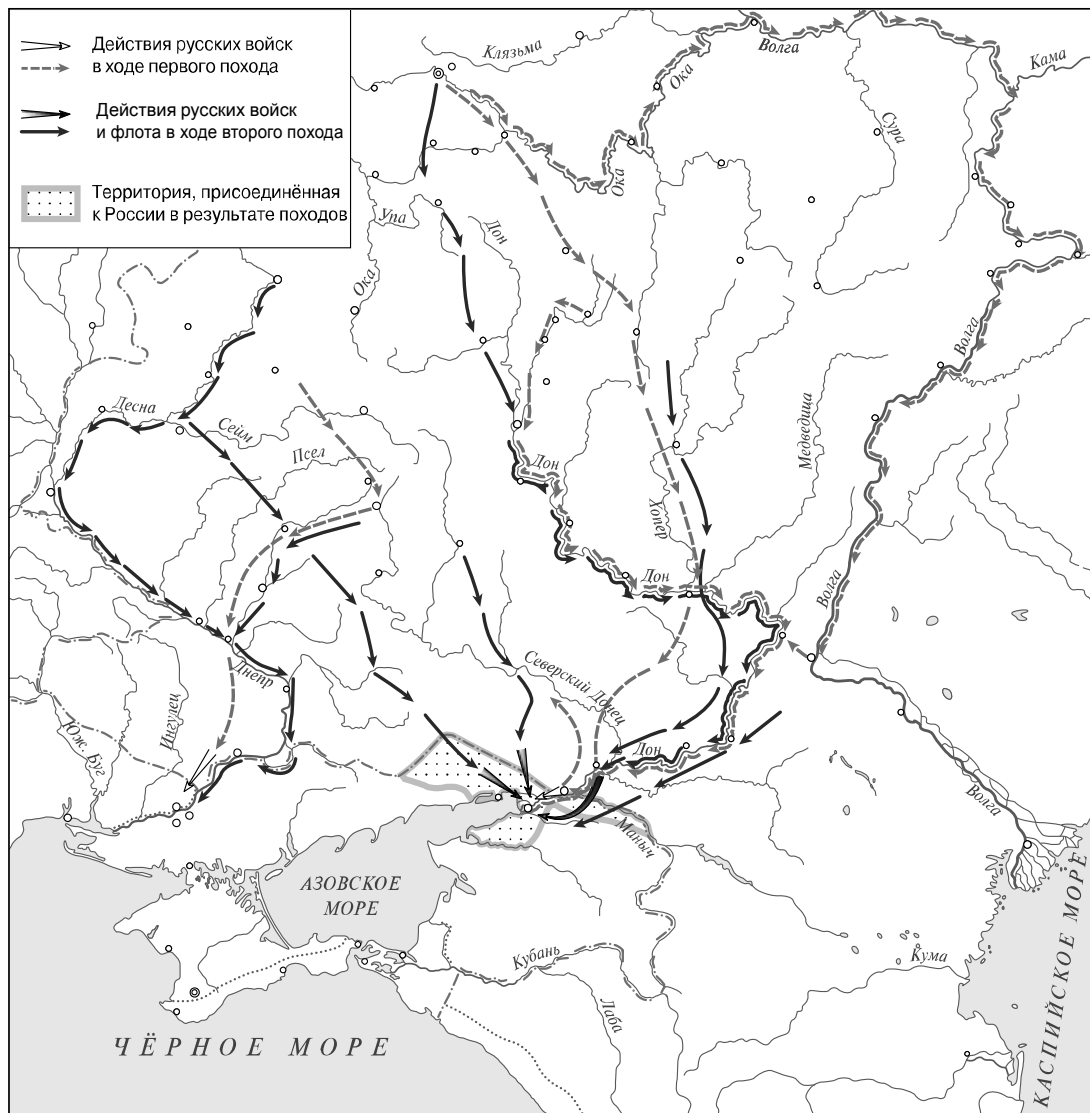 Действия русских войск
в ходе первого похода
Действия русских войск
и флота в ходе второго похода
Территория, присоединённая
к России в результате походов
Клязьма
Волга
Ока
Кама
Сура
Ока
Упа
Дон
Ока
Волга
Десна
Сейм
Псел
Медведица
Дон
Хопёр
Дон
Волга
Северский Донец
Днепр
Ингулец
Юж. Буг
Дон
Волга
Маныч
АЗОВСКОЕ
МОРЕ
Кубань
Лаба
Кума
ЧЁРНОЕ МОРЕ
КАСПИЙСКОЕ МОРЕ